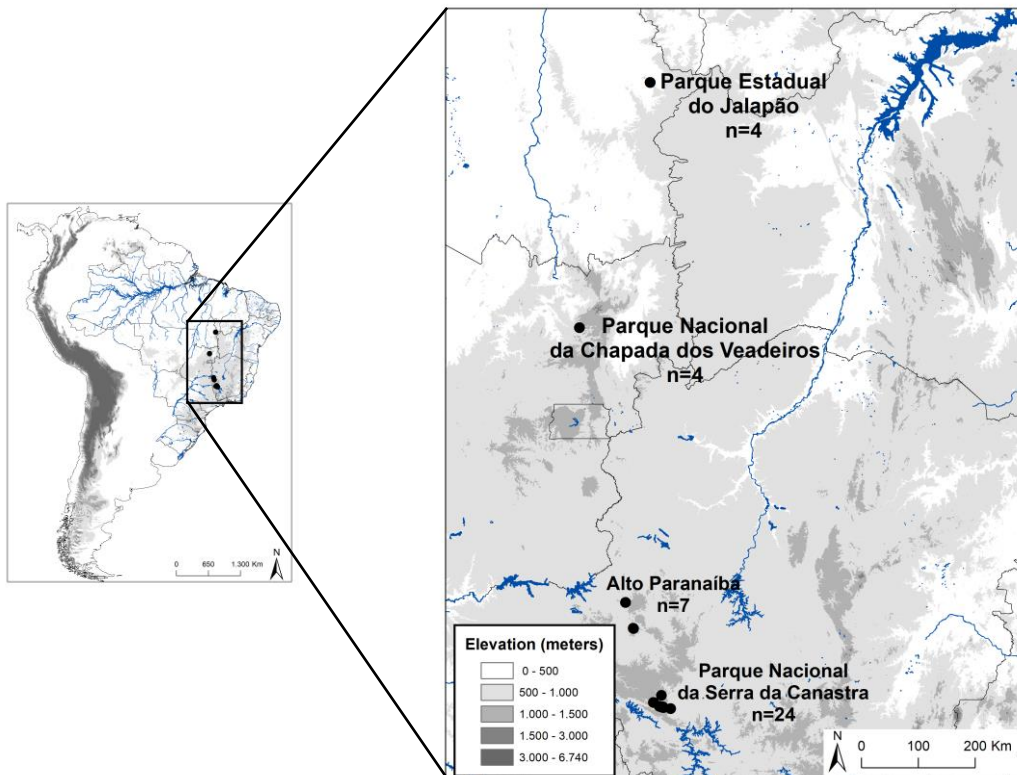 Parque Estadual
do Jalapão
n=4
Parque Nacional
da Chapada dos Veadeiros
n=4
Alto Paranaíba
n=7
Parque Nacional
da Serra da Canastra
n=24
Elevation (meters)
0 - 500
500 - 1.000
1.000 - 1.500
1.500 - 3.000
3.000 - 6.740
N
0 100 200 Km
N
0 650 1.300 Km